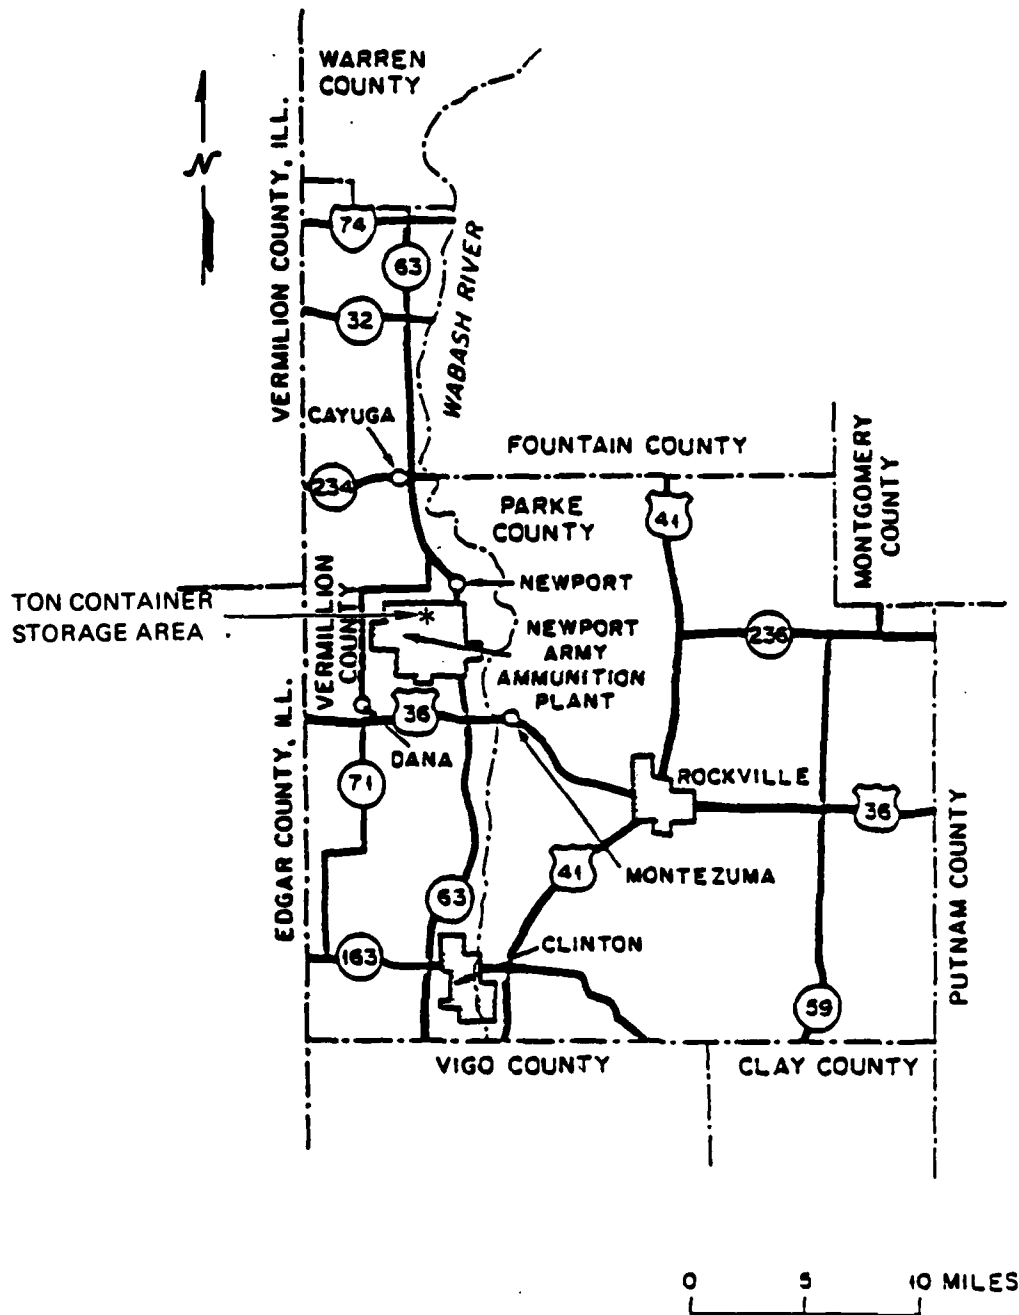 WARREN
COUNTY
N
VERMILION COUNTY, ILL.
74
63
WABASH RIVER
32
CAYUGA
FOUNTAIN COUNTY
MONTGOMERY
COUNTY
234
PARKE
COUNTY
41
NEWPORT
TON CONTAINER
STORAGE AREA
VERMILLION
COUNTY
*
NEWPORT
ARMY
AMMUNITION
PLANT
236
EDGAR COUNTY, ILL.
36
DANA
71
ROCKVILLE
36
PUTNAM COUNTY
41
MONTEZUMA
63
CLINTON
163
59
VIGO COUNTY
CLAY COUNTY
0 5 10 MILES